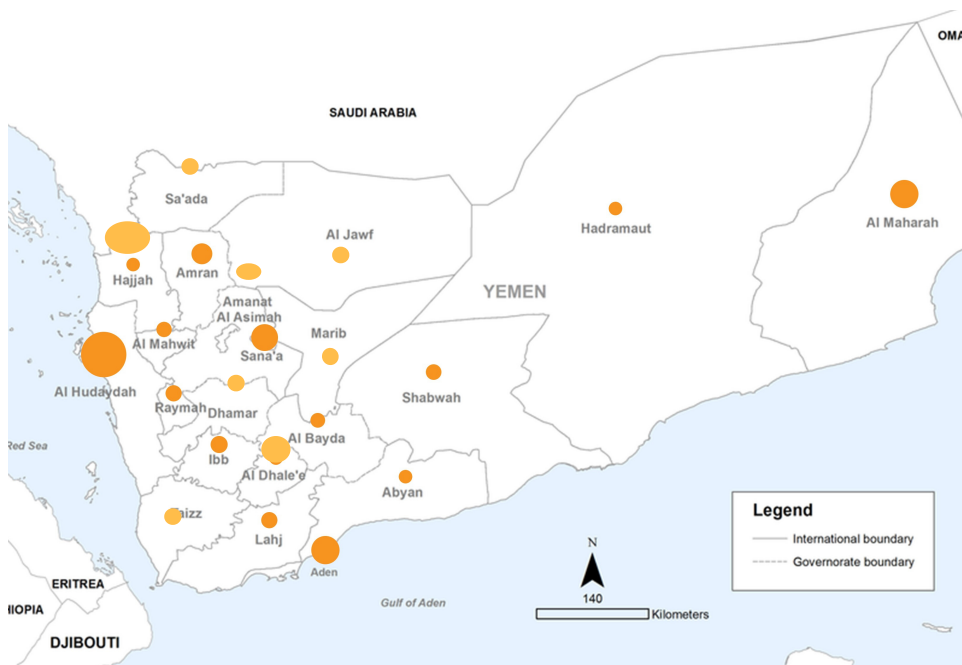 OMA
SAUDI ARABIA
Sa'ada
Al Jawf
Hadramaut
Al Maharah
Hajjah
Amran
YEMEN
Amanat
Al Asimah
Marib
Al Mahwit
Sana'a
Al Hudaydah
Raymah
Dhamar
Shabwah
Red Sea
Al Bayda
Ibb
Al Dhale'e
Abyan
Taizz
Lahj
Aden
Legend
International boundary
Governorate boundary
N
140
Kilometers
ERITREA
HIOPIA
DJIBOUTI
Gulf of Aden